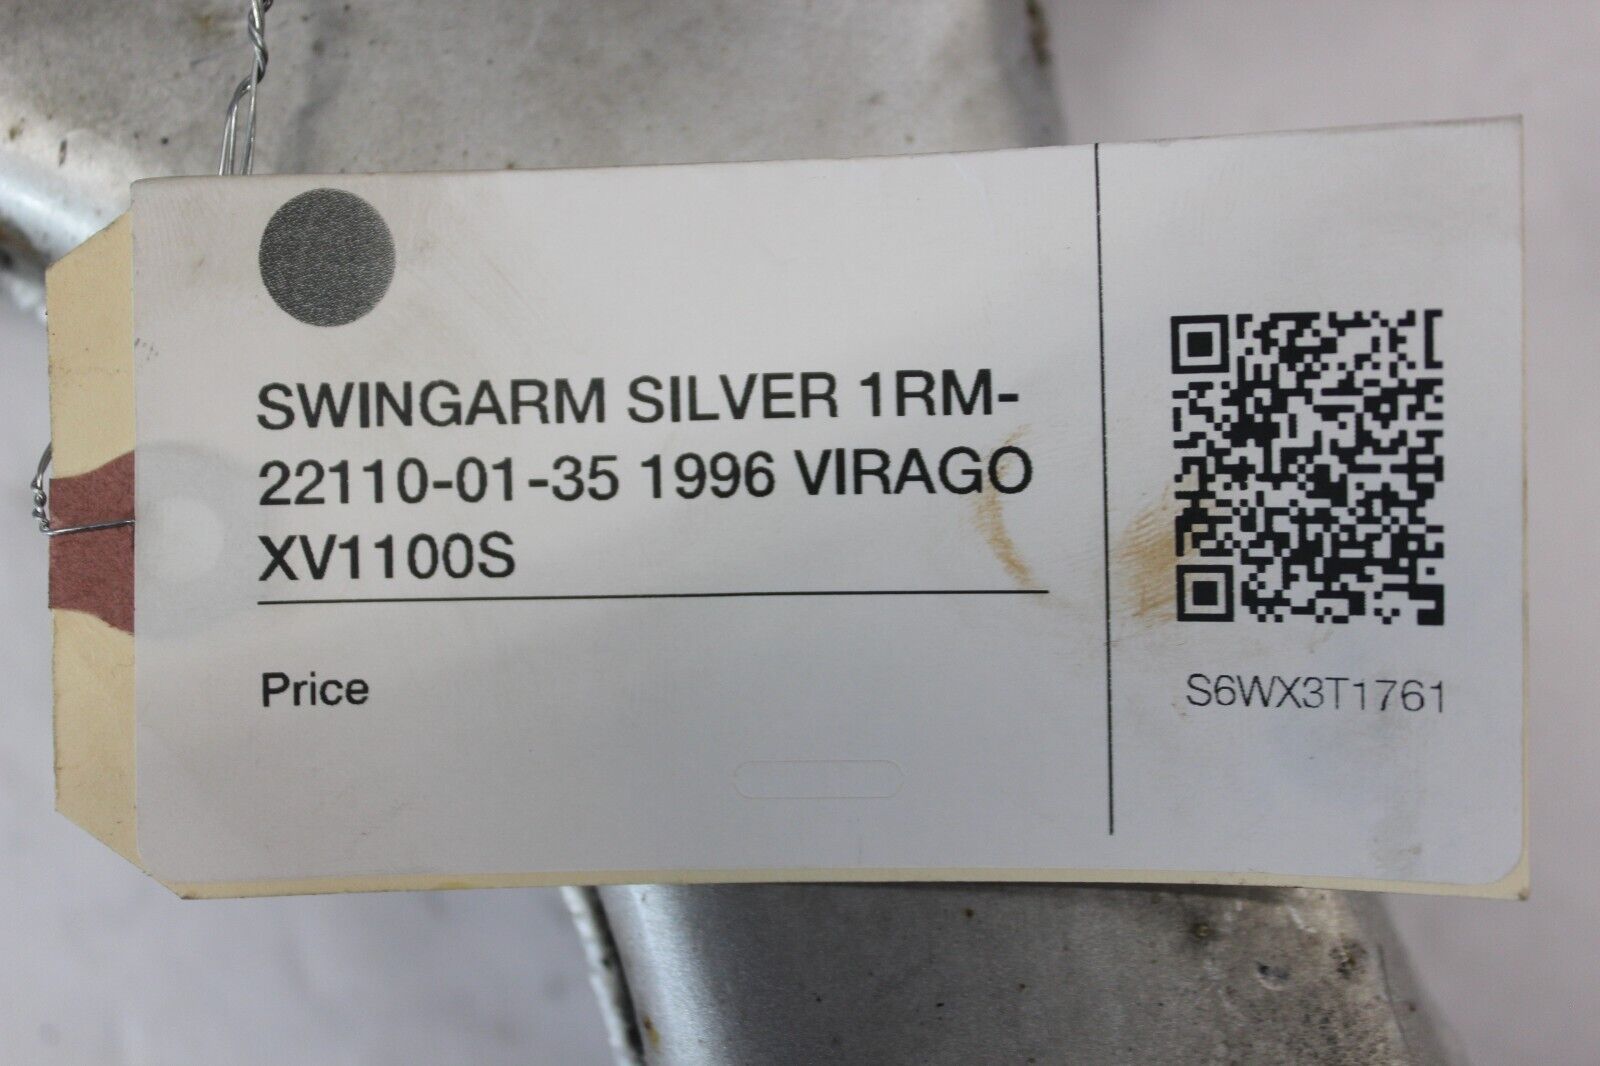 SWINGARM SILVER 1RM-
22110-01-35 1996 VIRAGO
XV1100S
Price
S6WX3T1761